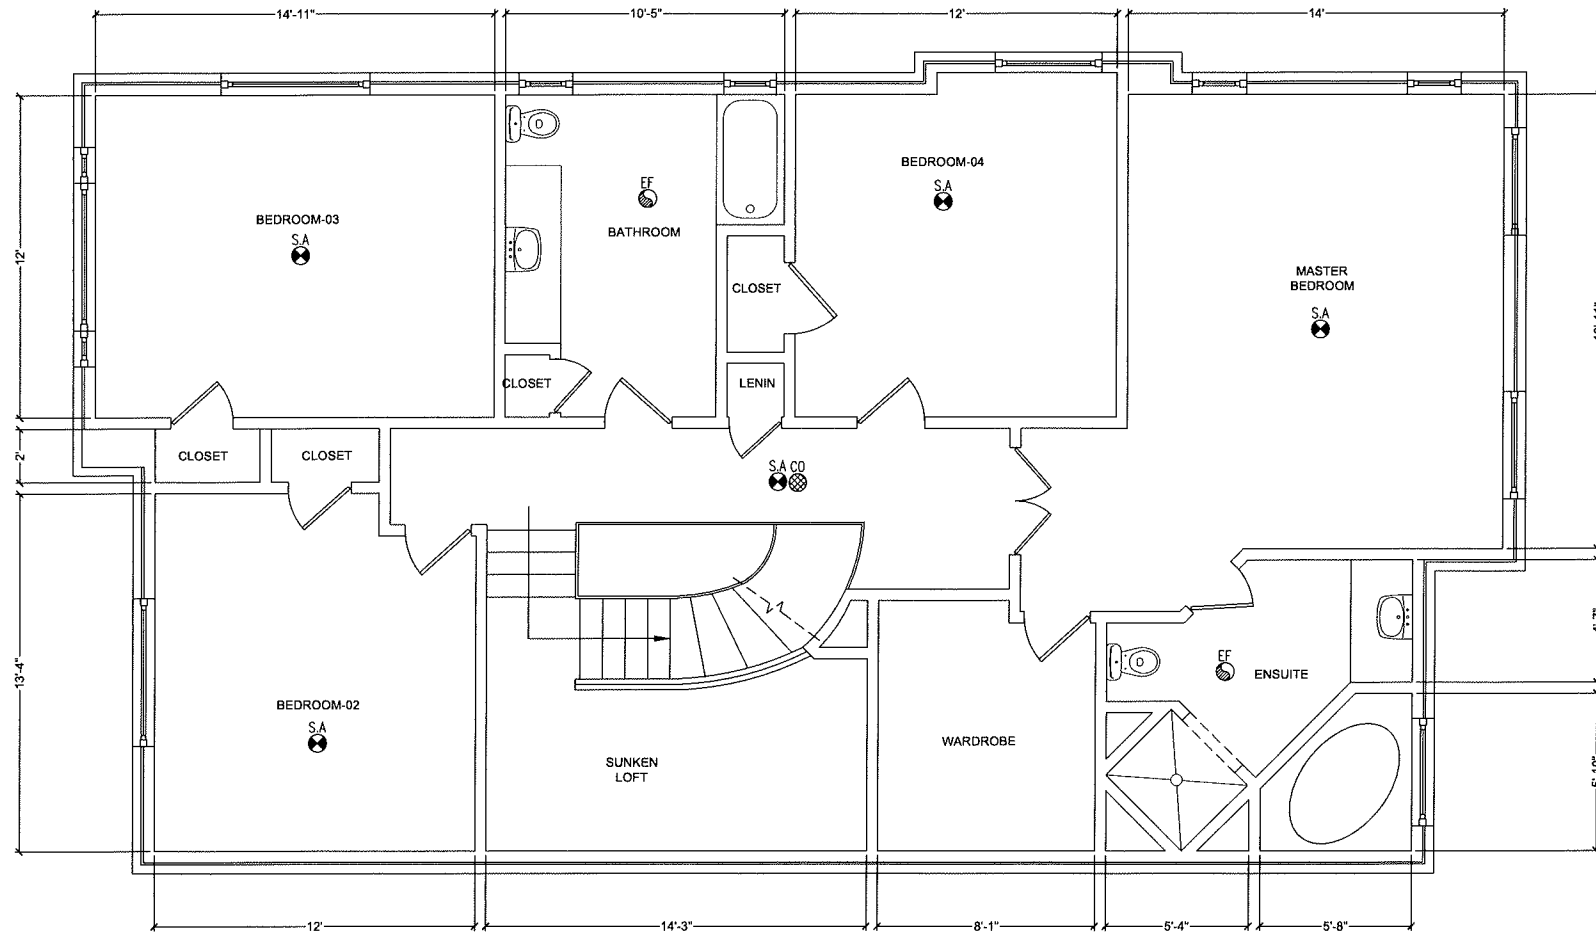 14'-11"
10'-5"
12'
14'
BEDROOM-03
S.A
EF
BATHROOM
BEDROOM-04
S.A
12'
CLOSET
MASTER
BEDROOM
S.A
CLOSET
LENIN
2'
CLOSET
CLOSET
S.A CO
13'-4"
BEDROOM-02
S.A
SUNKEN
LOFT
WARDROBE
EF
ENSUITE
12'
14'-3"
8'-1"
5'-4"
5'-8"